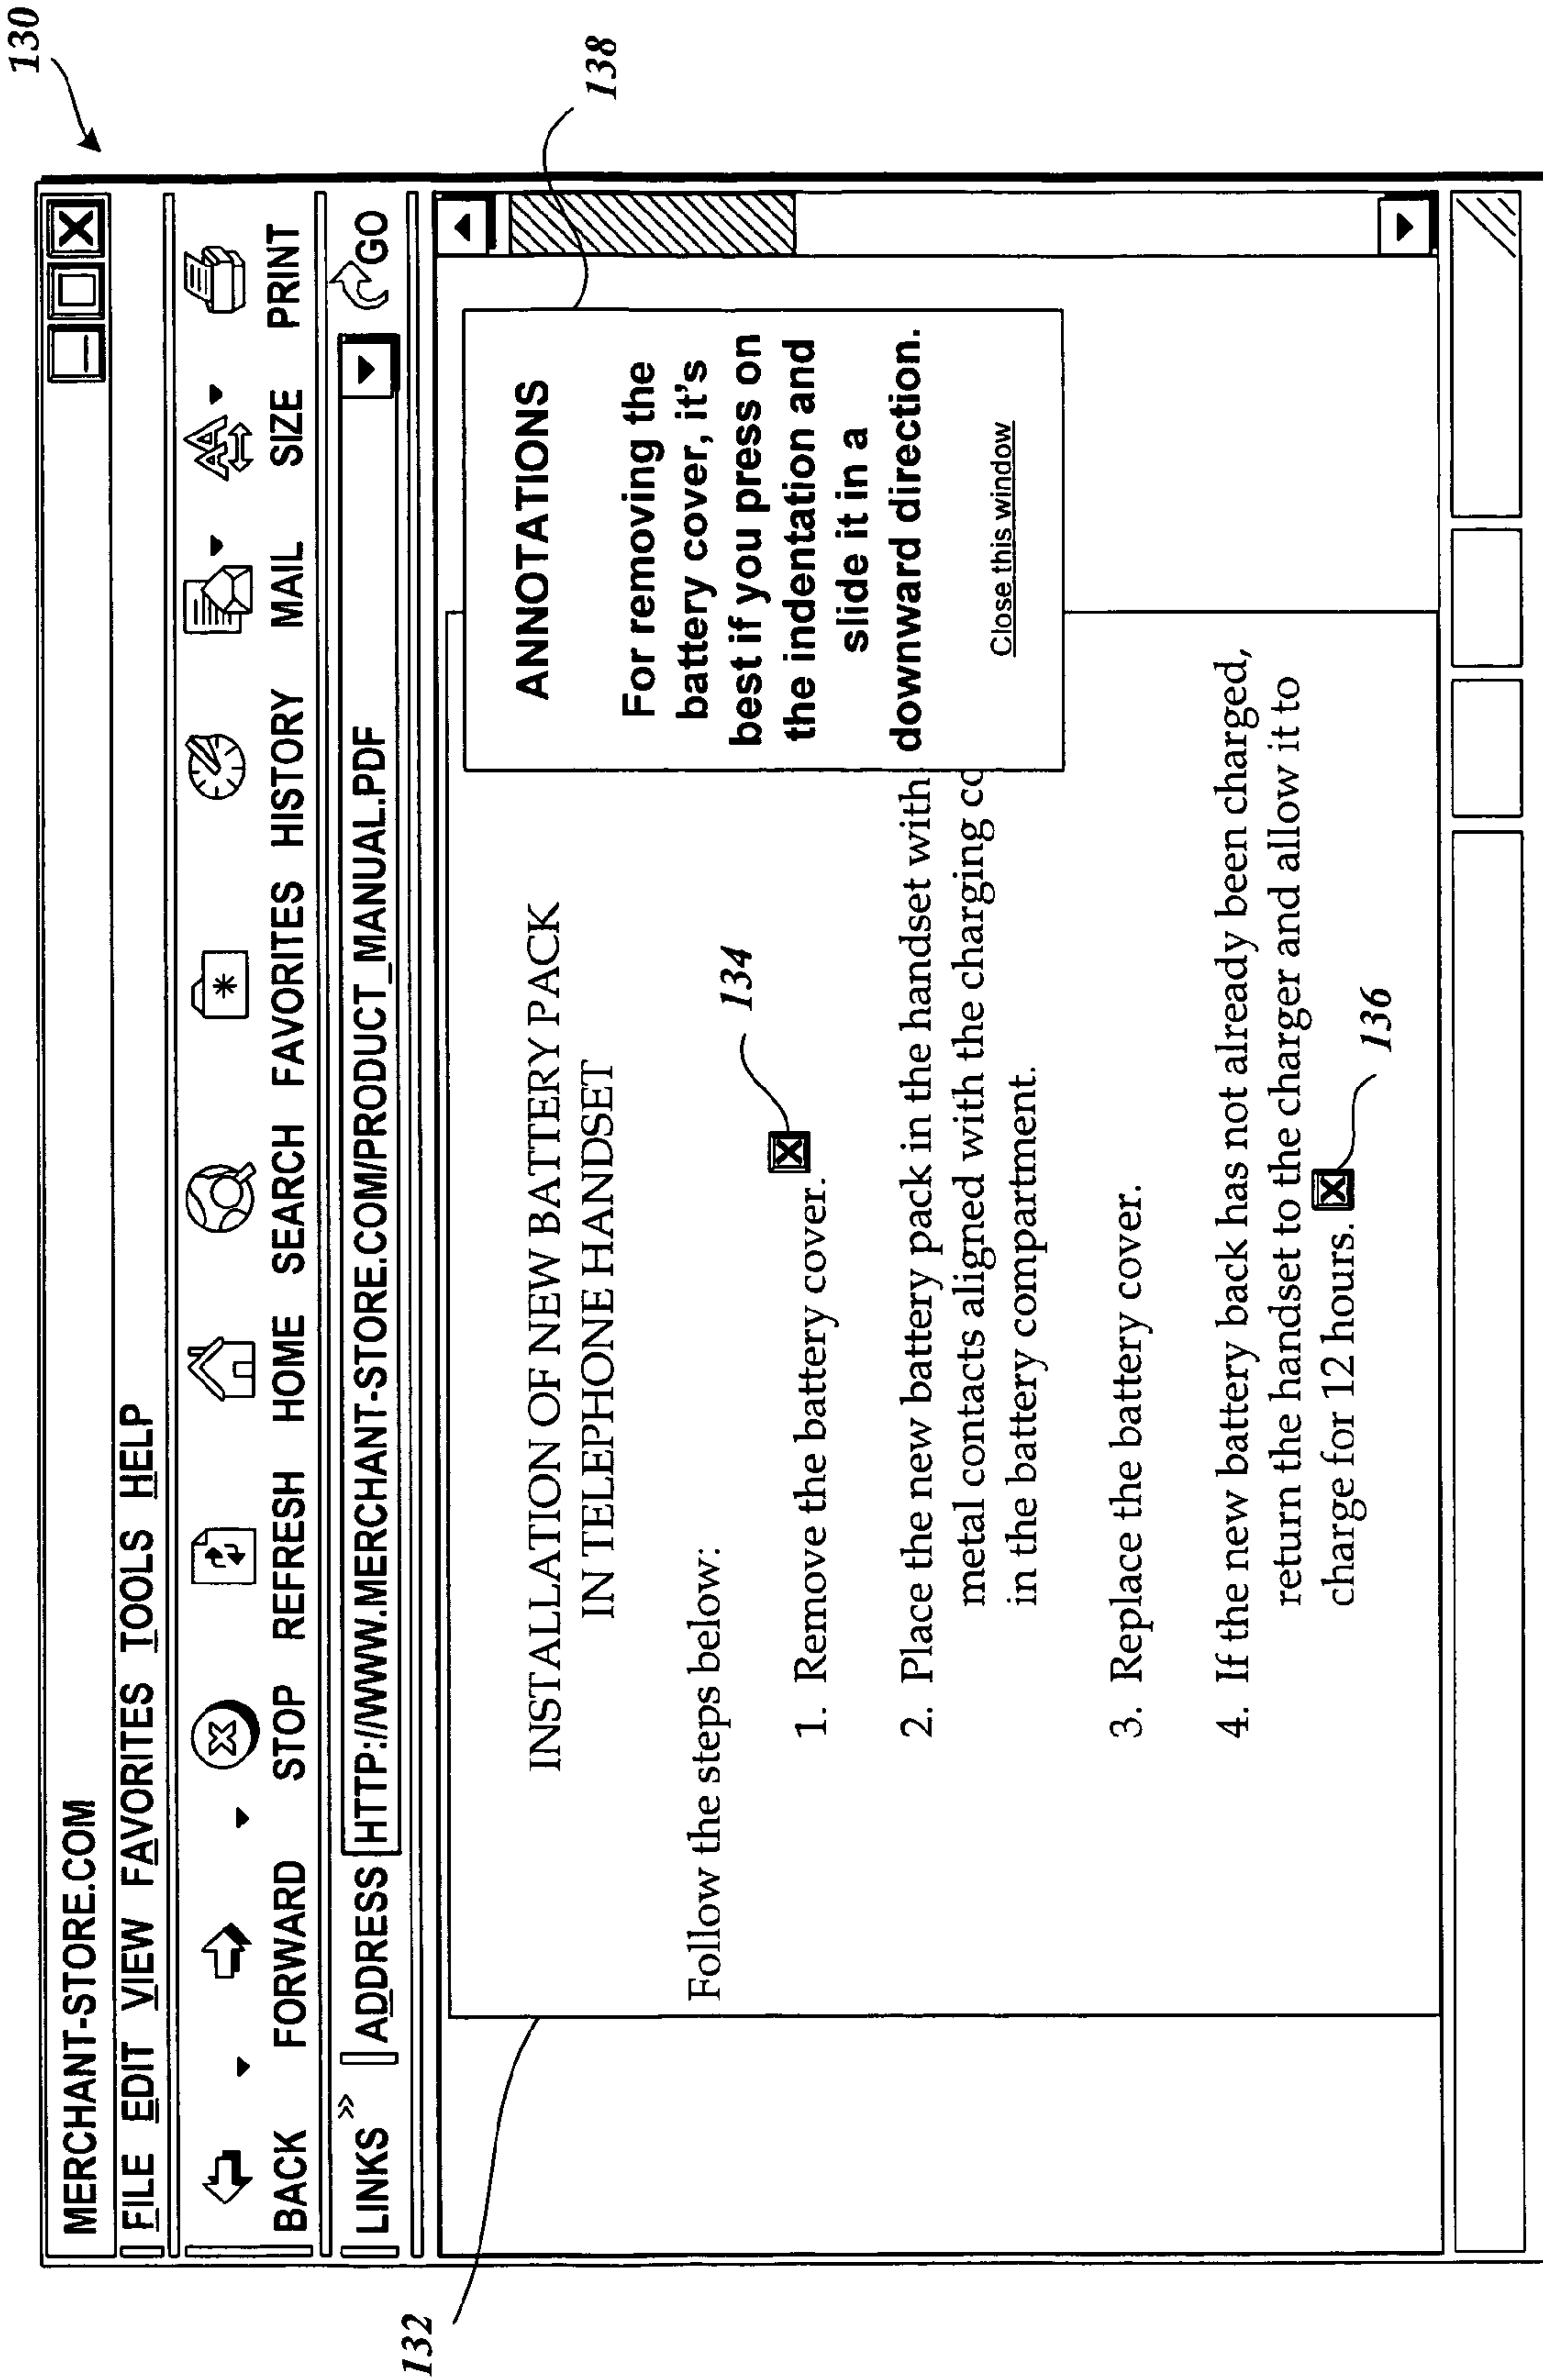 130
MERCHANT-STORE.COM
FILE EDIT VIEW FAVORITES TOOLS HELP
BACK FORWARD STOP REFRESH HOME SEARCH FAVORITES HISTORY MAIL SIZE PRINT
LINKS » ADDRESS HTTP://WWW.MERCHANT-STORE.COM/PRODUCT_MANUAL.PDF GO
132
138
INSTALLATION OF NEW BATTERY PACK
IN TELEPHONE HANDSET
Follow the steps below:
1. Remove the battery cover.
134
2. Place the new battery pack in the handset with
metal contacts aligned with the charging co
in the battery compartment.
3. Replace the battery cover.
4. If the new battery back has not already been charged,
return the handset to the charger and allow it to
charge for 12 hours.
136
ANNOTATIONS
For removing the
battery cover, it's
best if you press on
the indentation and
slide it in a
downward direction.
Close this window